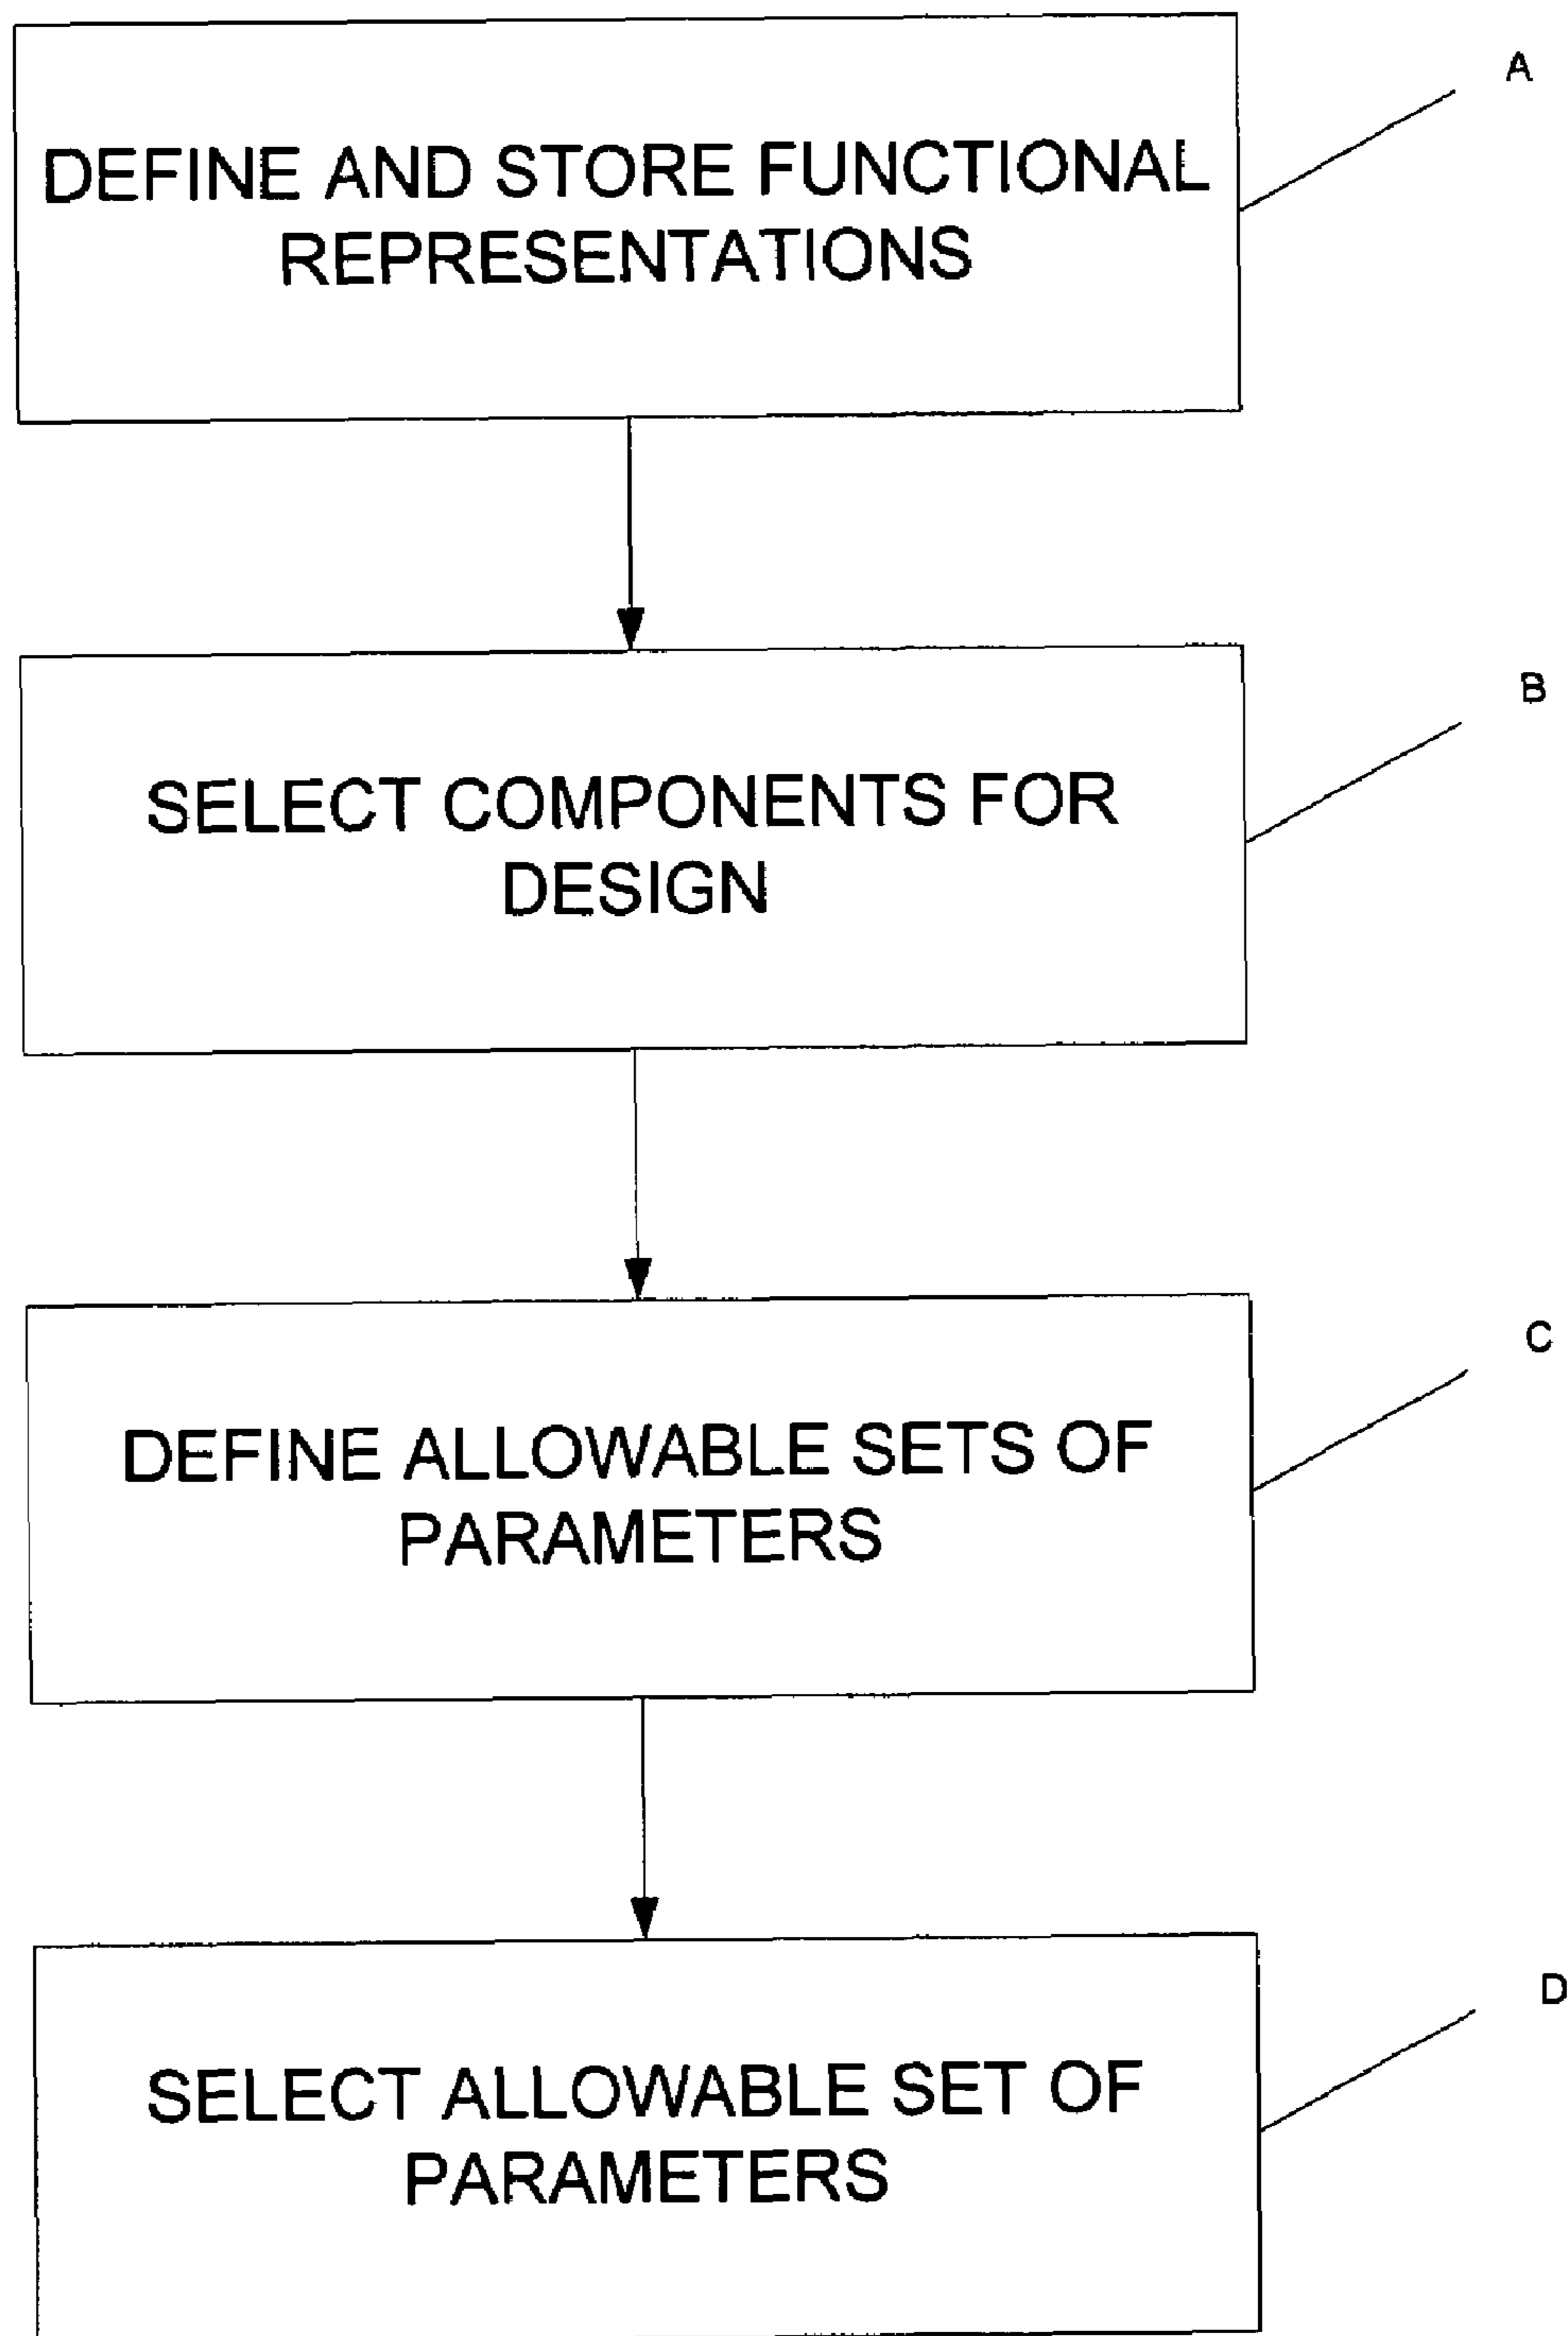 A
DEFINE AND STORE FUNCTIONAL
REPRESENTATIONS
B
SELECT COMPONENTS FOR
DESIGN
C
DEFINE ALLOWABLE SETS OF
PARAMETERS
D
SELECT ALLOWABLE SET OF
PARAMETERS